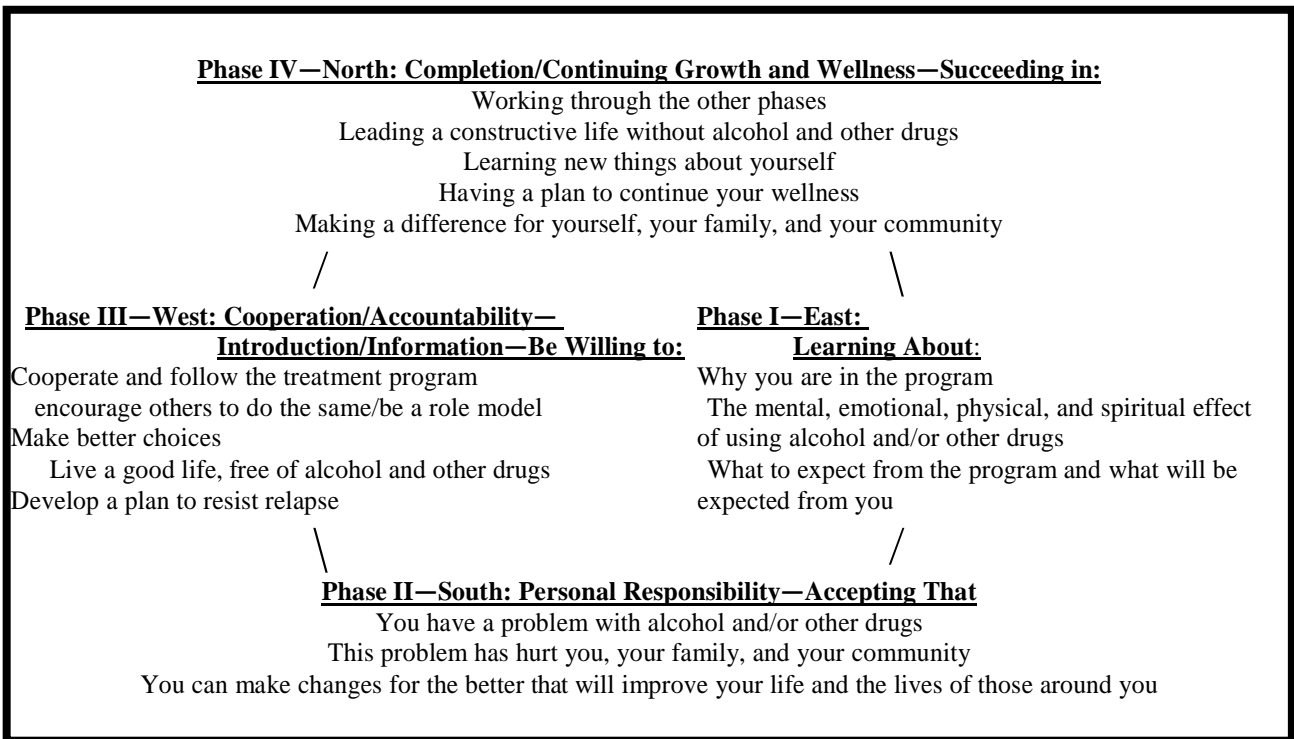 Phase IV—North: Completion/Continuing Growth and Wellness—Succeeding in:
Working through the other phases
Leading a constructive life without alcohol and other drugs
Learning new things about yourself
Having a plan to continue your wellness
Making a difference for yourself, your family, and your community
Phase III—West: Cooperation/Accountability—
Introduction/Information—Be Willing to:
Cooperate and follow the treatment program
encourage others to do the same/be a role model
Make better choices
Live a good life, free of alcohol and other drugs
Develop a plan to resist relapse
Phase I—East:
Learning About:
Why you are in the program
The mental, emotional, physical, and spiritual effect
of using alcohol and/or other drugs
What to expect from the program and what will be
expected from you
Phase II—South: Personal Responsibility—Accepting That
You have a problem with alcohol and/or other drugs
This problem has hurt you, your family, and your community
You can make changes for the better that will improve your life and the lives of those around you